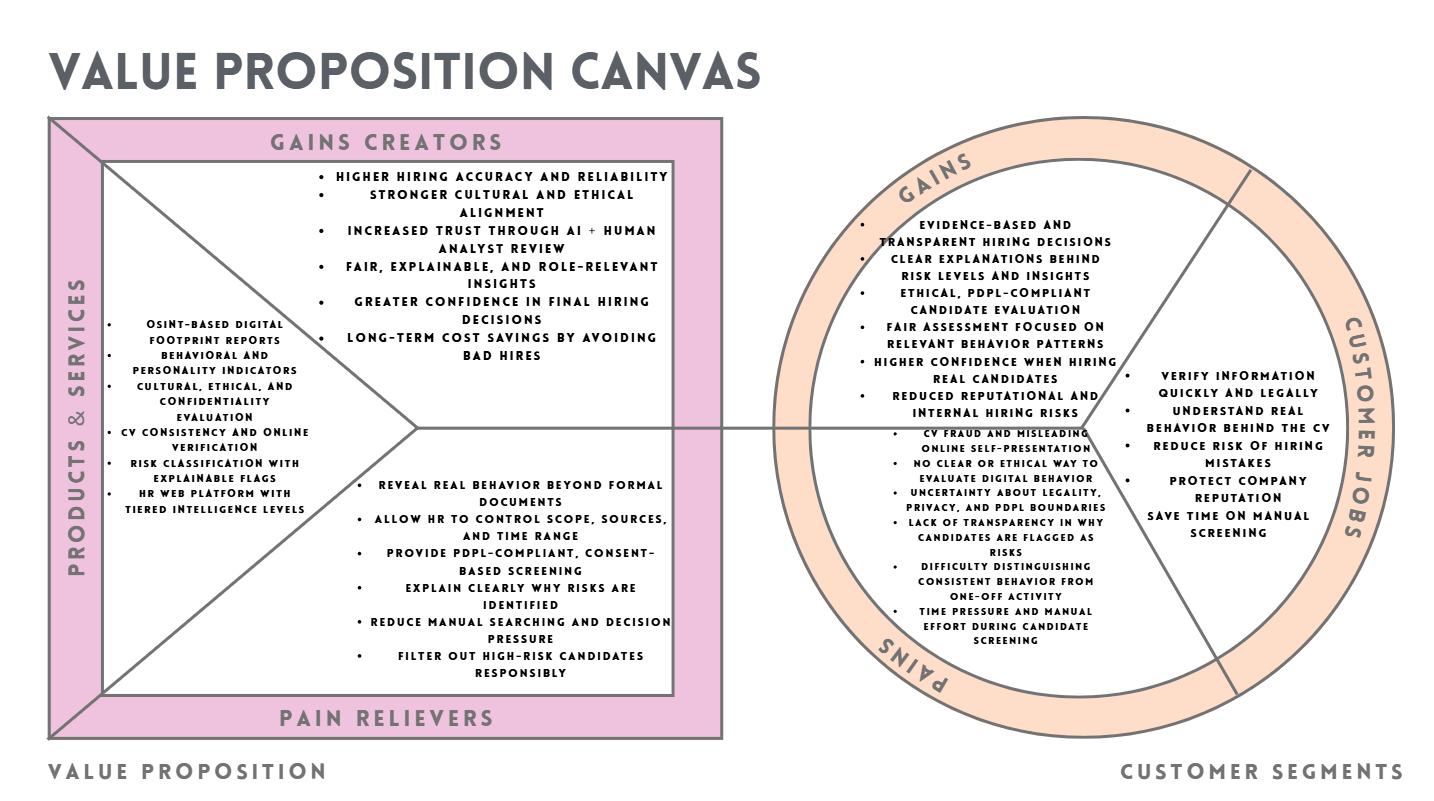 VALUE PROPOSITION CANVAS
GAINS CREATORS
• HIGHER HIRING ACCURACY AND RELIABILITY
• STRONGER CULTURAL AND ETHICAL
ALIGNMENT
• INCREASED TRUST THROUGH AI + HUMAN
ANALYST REVIEW
• FAIR, EXPLAINABLE, AND ROLE-RELEVANT
INSIGHTS
• GREATER CONFIDENCE IN FINAL HIRING
DECISIONS
• LONG-TERM COST SAVINGS BY AVOIDING
BAD HIRES
PRODUCTS & SERVICES
• OSINT-BASED DIGITAL
FOOTPRINT REPORTS
• BEHAVIORAL AND
PERSONALITY INDICATORS
• CULTURAL, ETHICAL, AND
CONFIDENTIALITY
EVALUATION
• CV CONSISTENCY AND ONLINE
VERIFICATION
• RISK CLASSIFICATION WITH
EXPLAINABLE FLAGS
• HR WEB PLATFORM WITH
TIERED INTELLIGENCE LEVELS
• REVEAL REAL BEHAVIOR BEYOND FORMAL
DOCUMENTS
• ALLOW HR TO CONTROL SCOPE, SOURCES,
AND TIME RANGE
• PROVIDE PDPL-COMPLIANT, CONSENT-
BASED SCREENING
• EXPLAIN CLEARLY WHY RISKS ARE
IDENTIFIED
• REDUCE MANUAL SEARCHING AND DECISION
PRESSURE
• FILTER OUT HIGH-RISK CANDIDATES
RESPONSIBLY
PAIN RELIEVERS
VALUE PROPOSITION
GAINS
• EVIDENCE-BASED AND
TRANSPARENT HIRING DECISIONS
• CLEAR EXPLANATIONS BEHIND
RISK LEVELS AND INSIGHTS
• ETHICAL, PDPL-COMPLIANT
CANDIDATE EVALUATION
• FAIR ASSESSMENT FOCUSED ON
RELEVANT BEHAVIOR PATTERNS
• HIGHER CONFIDENCE WHEN HIRING
REAL CANDIDATES
• REDUCED REPUTATIONAL AND
INTERNAL HIRING RISKS
• CV FRAUD AND MISLEADING
ONLINE SELF-PRESENTATION
• NO CLEAR OR ETHICAL WAY TO
EVALUATE DIGITAL BEHAVIOR
• UNCERTAINTY ABOUT LEGALITY,
PRIVACY, AND PDPL BOUNDARIES
• LACK OF TRANSPARENCY IN WHY
CANDIDATES ARE FLAGGED AS
RISKS
• DIFFICULTY DISTINGUISHING
CONSISTENT BEHAVIOR FROM
ONE-OFF ACTIVITY
• TIME PRESSURE AND MANUAL
EFFORT DURING CANDIDATE
SCREENING
PAINS
• VERIFY INFORMATION
QUICKLY AND LEGALLY
• UNDERSTAND REAL
BEHAVIOR BEHIND THE CV
• REDUCE RISK OF HIRING
MISTAKES
• PROTECT COMPANY
REPUTATION
SAVE TIME ON MANUAL
SCREENING
CUSTOMER JOBS
CUSTOMER SEGMENTS